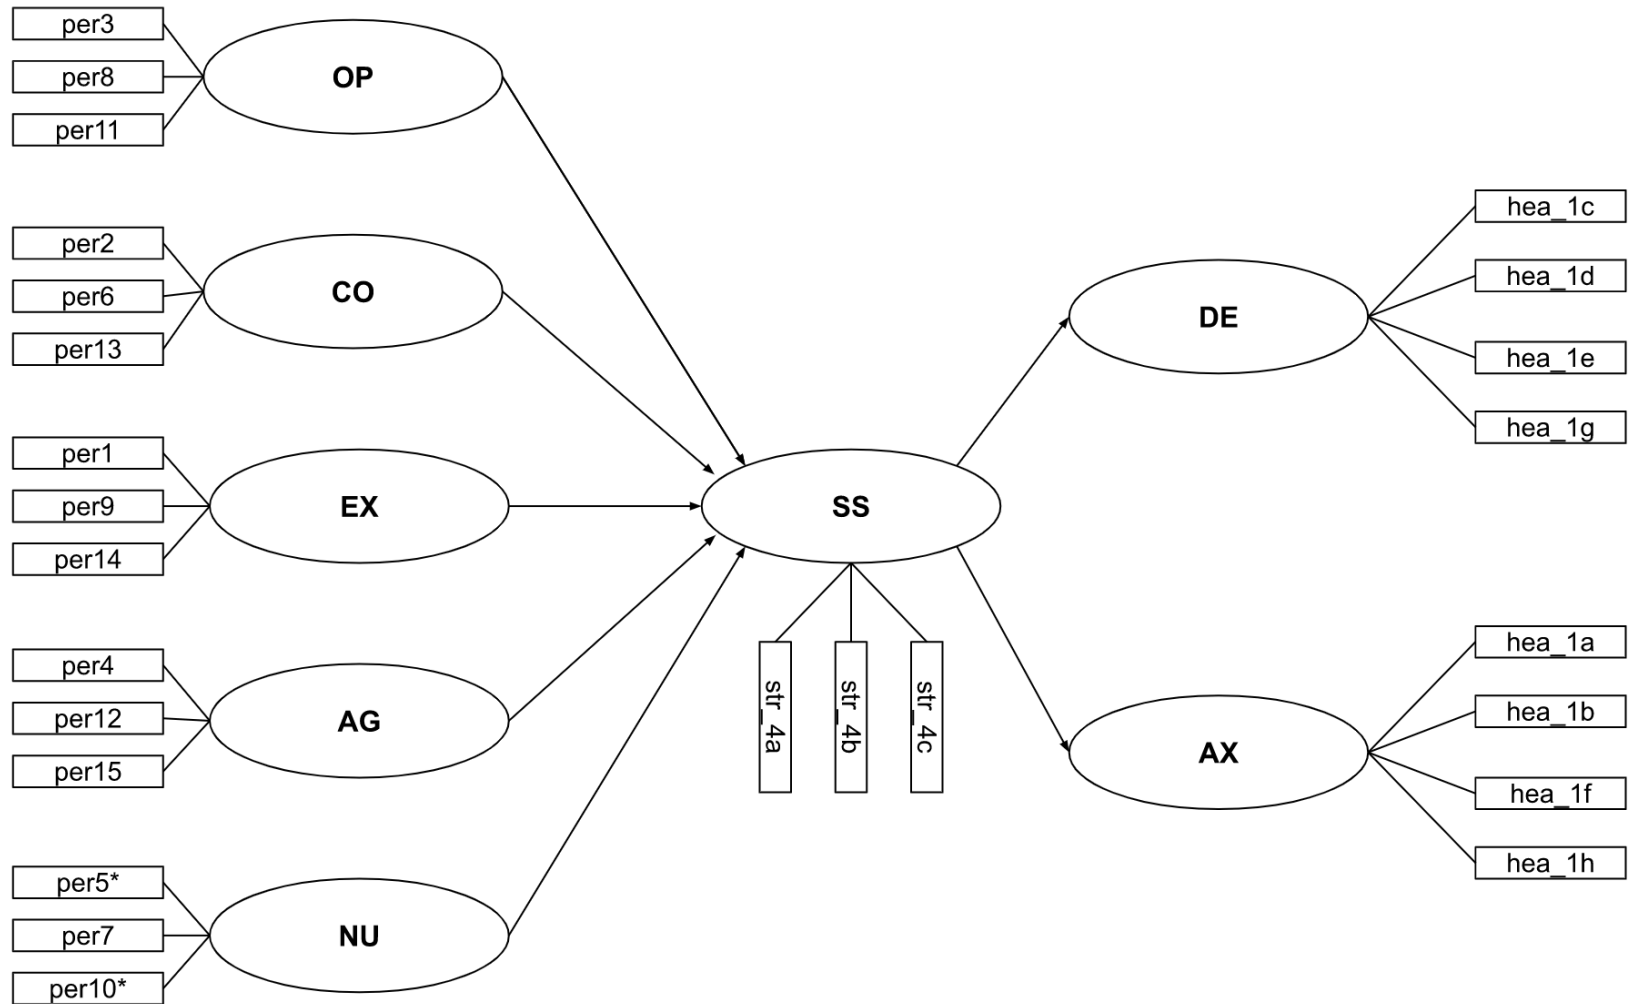 per3
per8
per11
OP
per2
per6
per13
CO
per1
per9
per14
EX
per4
per12
per15
AG
per5*
per7
per10*
NU
SS
str_4a
str_4b
str_4c
DE
hea_1c
hea_1d
hea_1e
hea_1g
AX
hea_1a
hea_1b
hea_1f
hea_1h